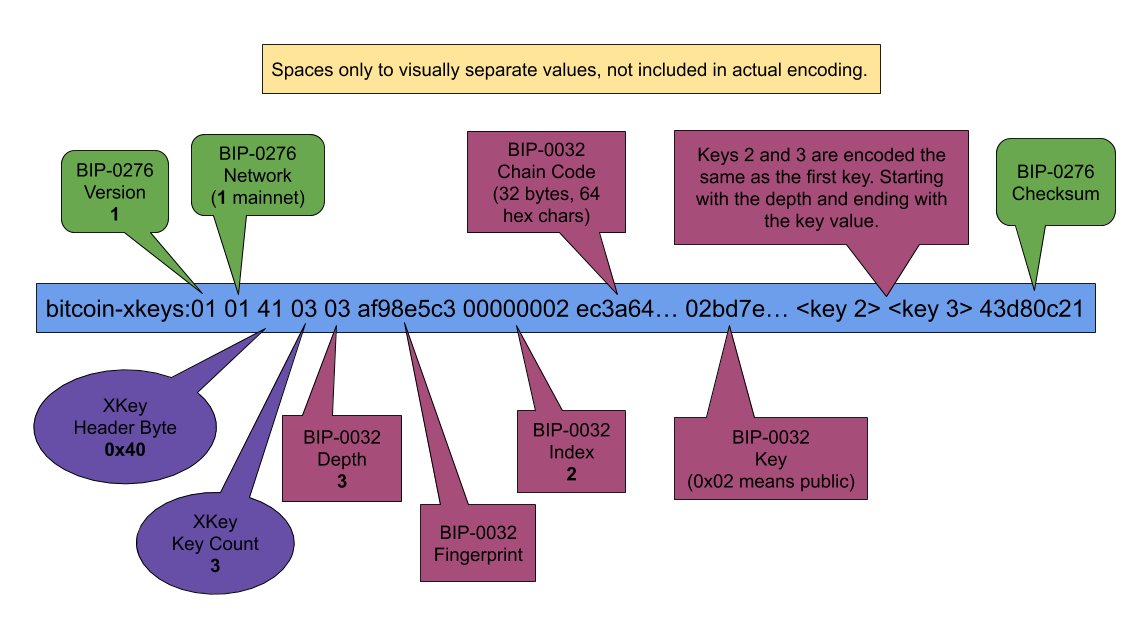 Spaces only to visually separate values, not included in actual encoding.
BIP-0276
Version
1
BIP-0276
Network
(1 mainnet)
BIP-0032
Chain Code
(32 bytes, 64
hex chars)
Keys 2 and 3 are encoded the
same as the first key. Starting
with the depth and ending with
the key value.
BIP-0276
Checksum
bitcoin-xkeys:01 01 41 03 03 af98e5c3 00000002 ec3a64... 02bd7e... <key 2> <key 3> 43d80c21
XKey
Header Byte
0x40
XKey
Key Count
3
BIP-0032
Depth
3
BIP-0032
Fingerprint
BIP-0032
Index
2
BIP-0032
Key
(0x02 means public)